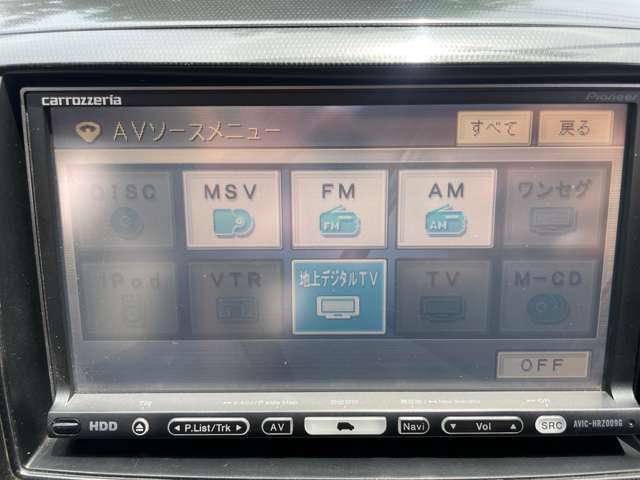 carrozzeria Pioneer
AVソースメニュー すべて 戻る
DISC MSV FM AM ワンセグ
FM AM
iPod VTR 地上デジタルTV TV M-CD
OFF
HDD P.List/Trk AV Navi Vol SRC AVIC-HRZ009G